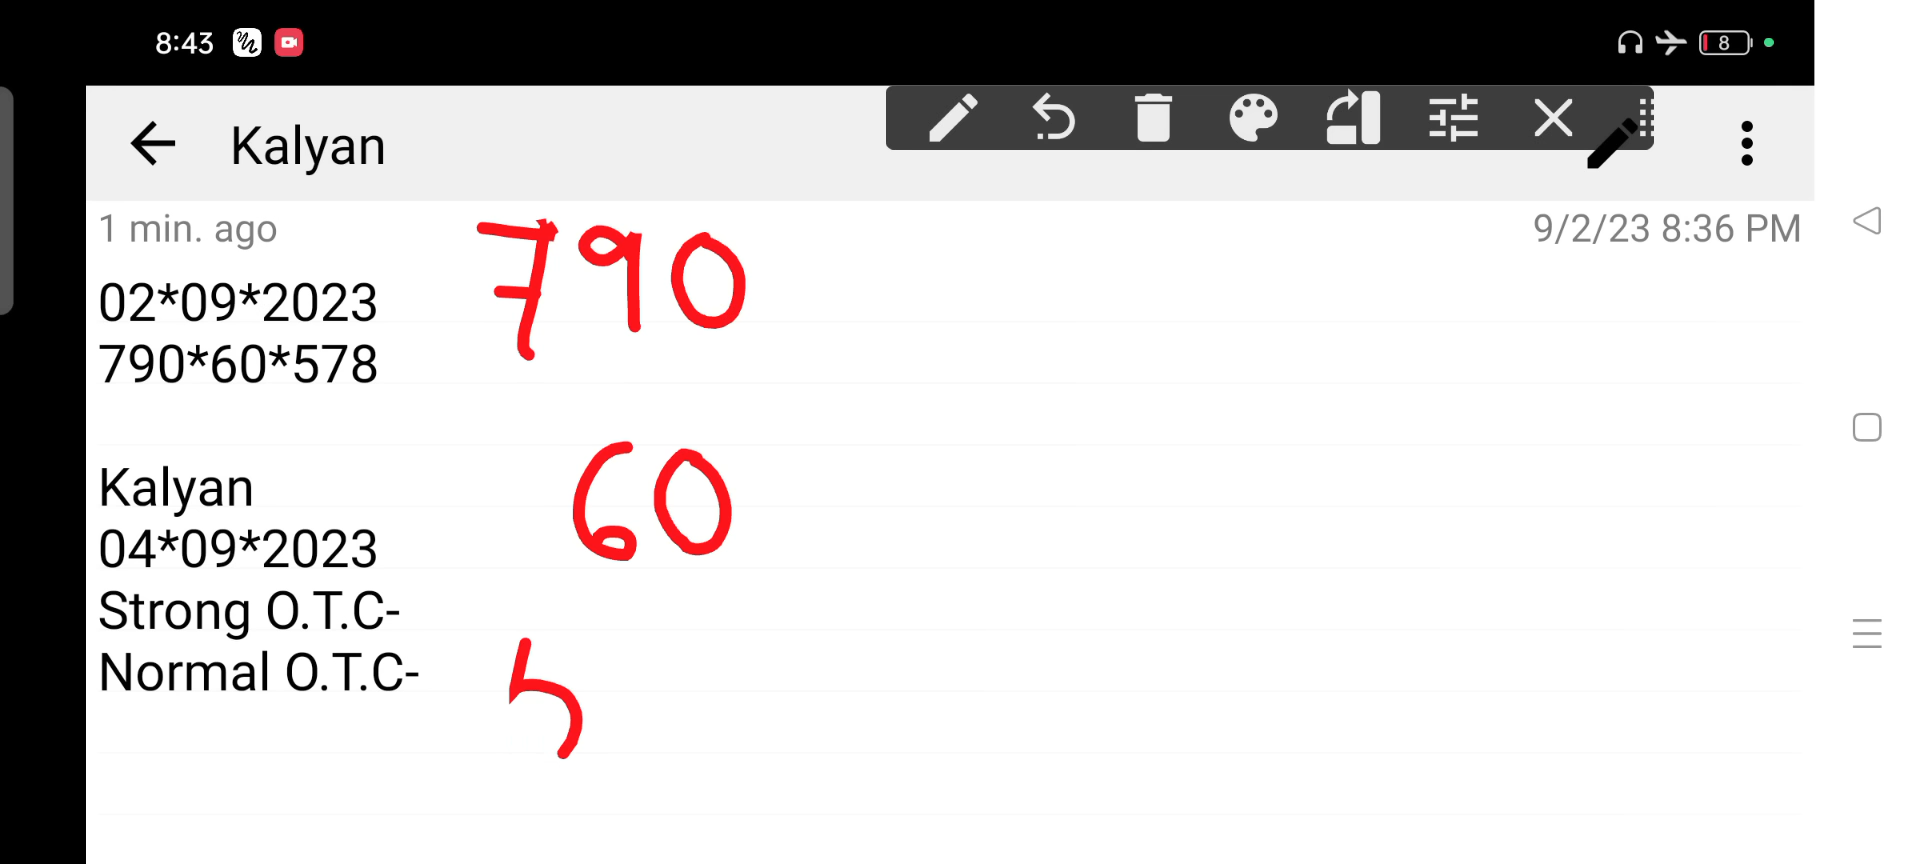 8:43
8
Kalyan
1 min. ago
9/2/23 8:36 PM
790
02*09*2023
790*60*578
60
Kalyan
04*09*2023
Strong O.T.C-
Normal O.T.C-